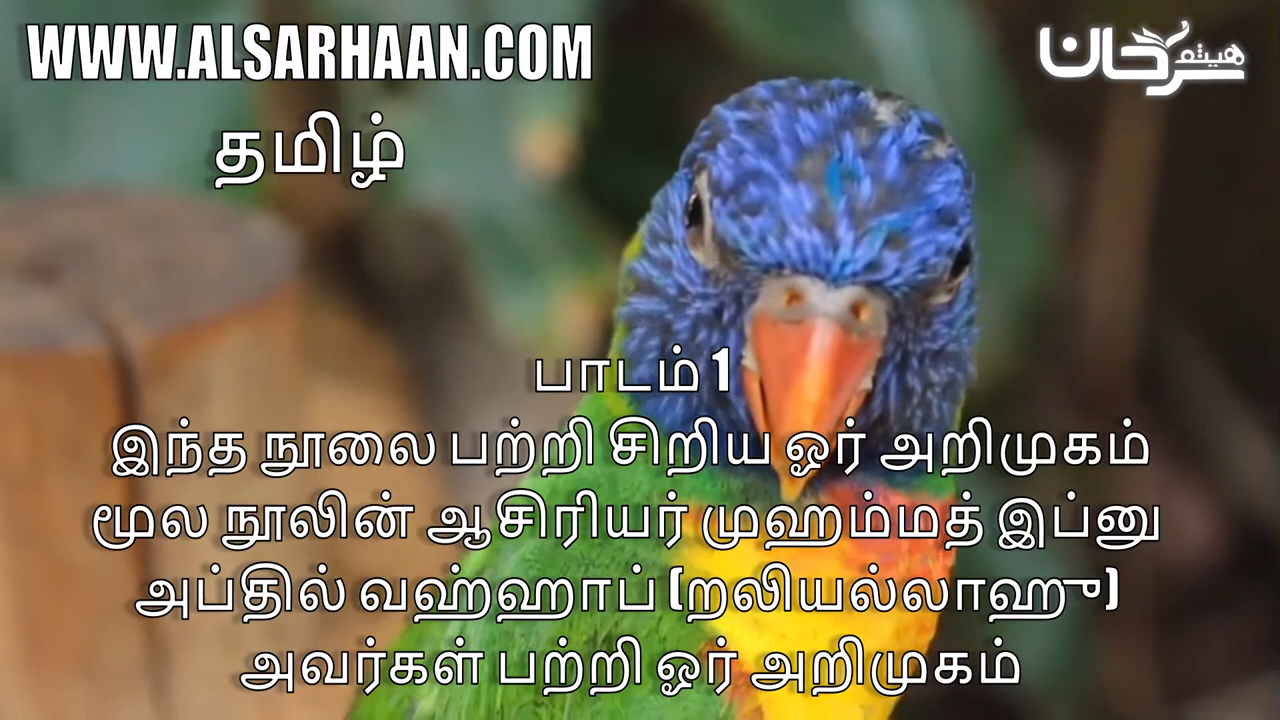 WWW.ALSARHAAN.COM
هيثم سرحان
தமிழ்
பாடம் 1
இந்த நூலை பற்றி சிறிய ஓர் அறிமுகம்
மூல நூலின் ஆசிரியர் முஹம்மத் இப்னு
அப்தில் வஹ்ஹாப் (றலியல்லாஹு)
அவர்கள் பற்றி ஓர் அறிமுகம்